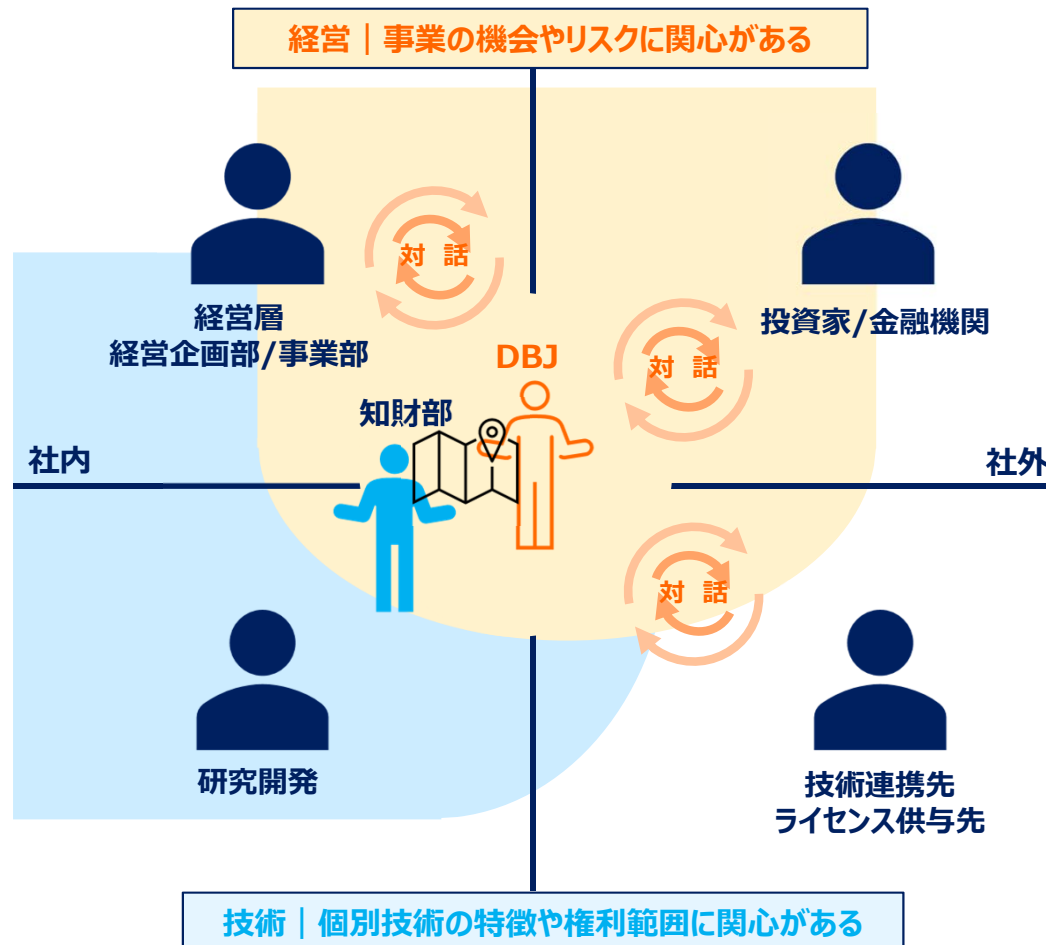 経営｜事業の機会やリスクに関心がある
対 話
経営層
経営企画部/事業部
投資家/金融機関
対 話
DBJ
知財部
社内
社外
対 話
研究開発
技術連携先
ライセンス供与先
技術｜個別技術の特徴や権利範囲に関心がある